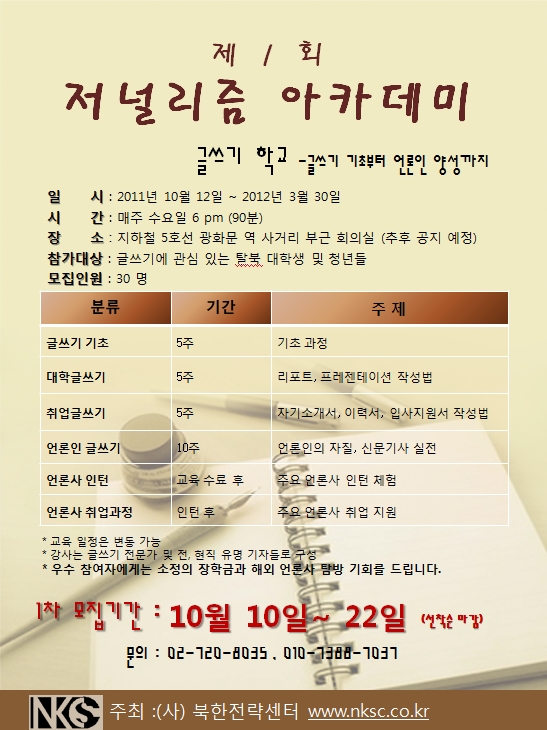 제 1 회
저널리즘 아카데미
글쓰기 학교 -글쓰기 기초부터 언론인 양성까지
일 시 : 2011년 10월 12일 ~ 2012년 3월 30일
시 간 : 매주 수요일 6 pm (90분)
장 소 : 지하철 5호선 광화문 역 사거리 부근 회의실 (추후 공지 예정)
참가대상 : 글쓰기에 관심 있는 탈북 대학생 및 청년들
모집인원 : 30 명
분류 기간 주 제
글쓰기 기초 5주 기초 과정
대학글쓰기 5주 리포트, 프레젠테이션 작성법
취업글쓰기 5주 자기소개서, 이력서, 입사지원서 작성법
언론인 글쓰기 10주 언론인의 자질, 신문기사 실전
언론사 인턴 교육 수료 후 주요 언론사 인턴 체험
언론사 취업과정 인턴 후 주요 언론사 취업 지원
* 교육 일정은 변동 가능
* 강사는 글쓰기 전문가 및 전, 현직 유명 기자들로 구성
* 우수 참여자에게는 소정의 장학금과 해외 언론사 탐방 기회를 드립니다.
1차 모집기간 : 10월 10일~ 22일 (선착순 마감)
문의 : 02-720-8035 , 010-7388-7037
NKSC 주최 :(사) 북한전략센터 www.nksc.co.kr